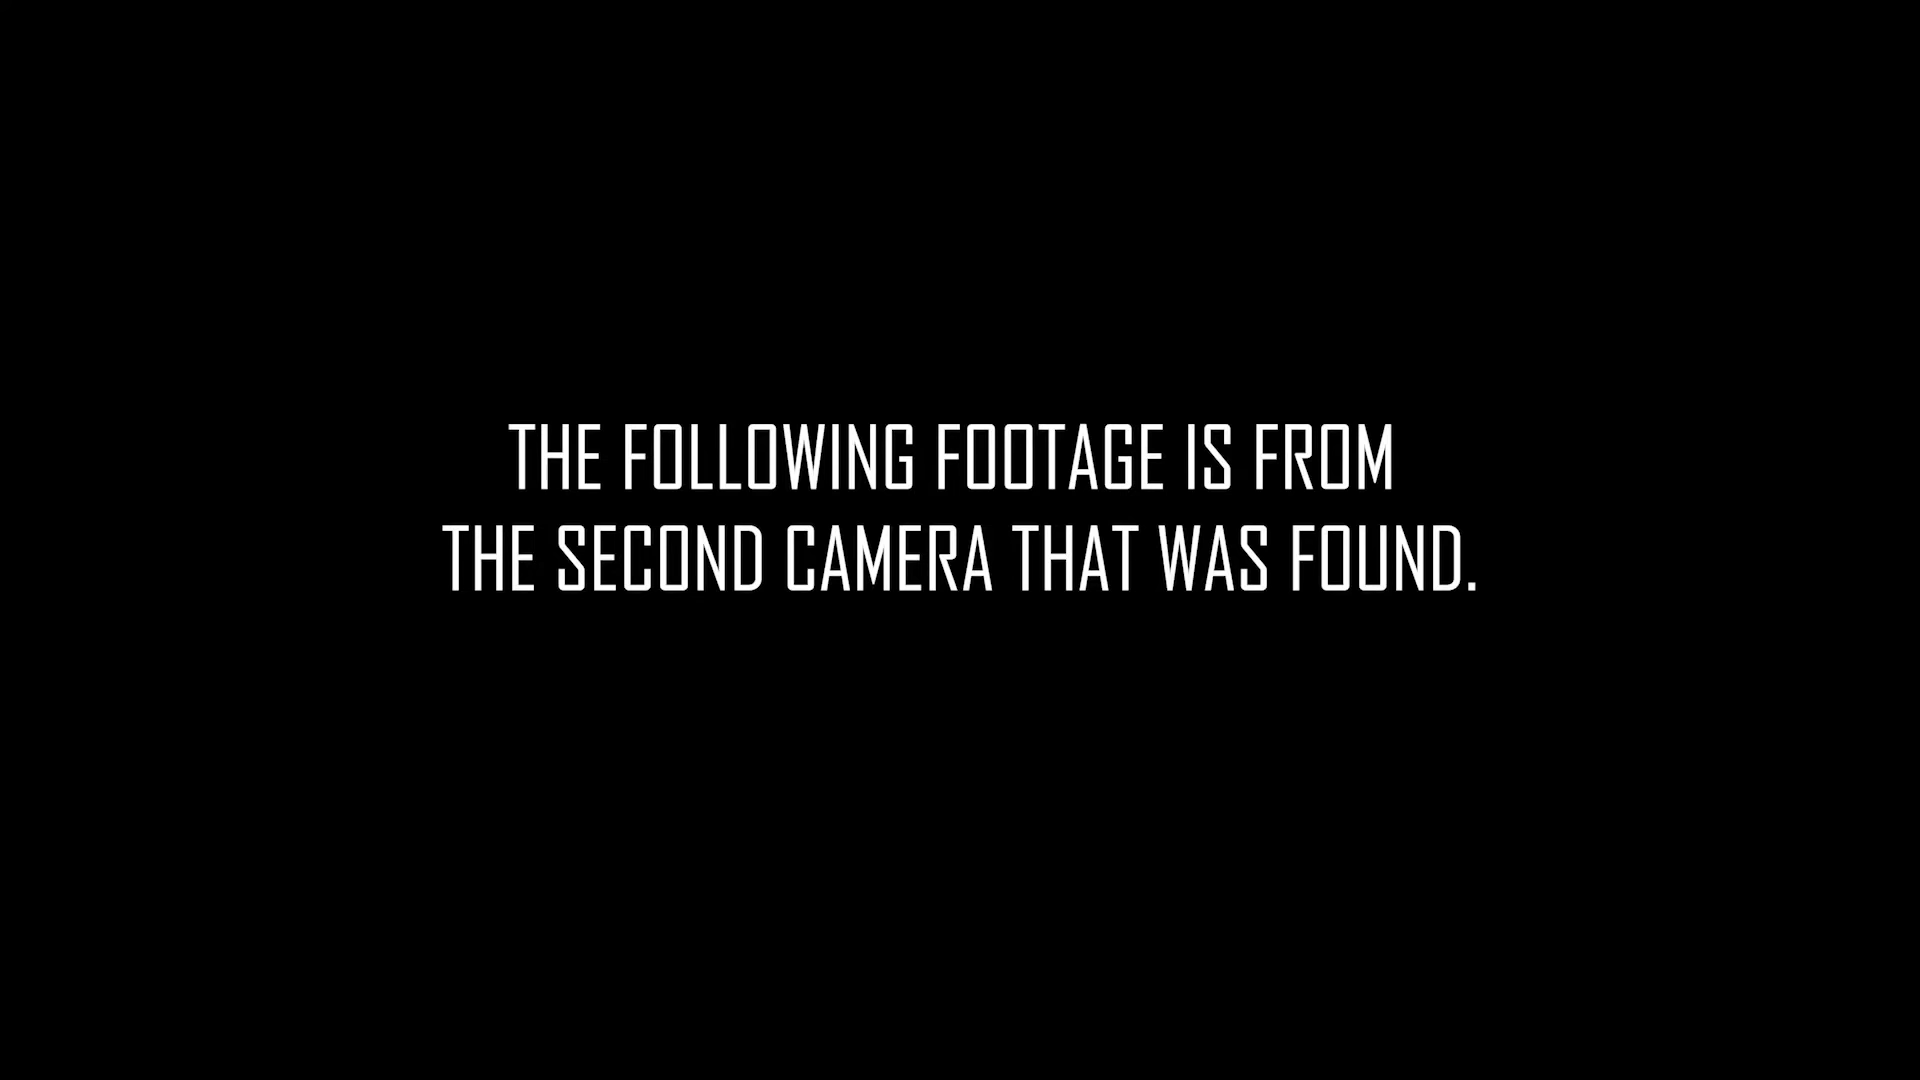 THE FOLLOWING FOOTAGE IS FROM
THE SECOND CAMERA THAT WAS FOUND.